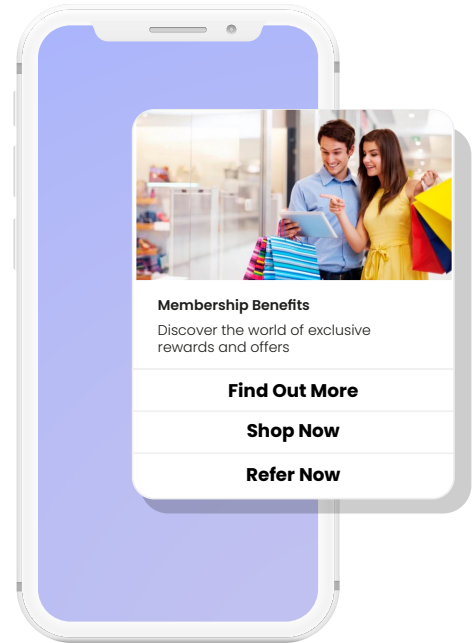 Membership Benefits
Discover the world of exclusive
rewards and offers
Find Out More
Shop Now
Refer Now